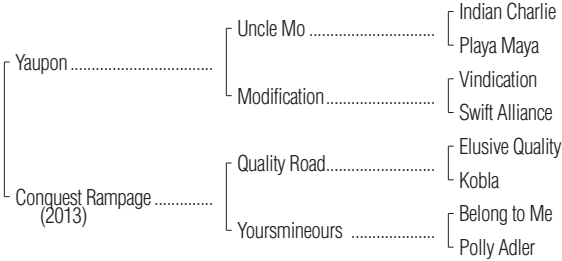 Indian Charlie
Uncle Mo
Playa Maya
Yaupon
Vindication
Modification
Swift Alliance
Elusive Quality
Quality Road
Kobla
Conquest Rampage
(2013)
Belong to Me
Yoursmineours
Polly Adler